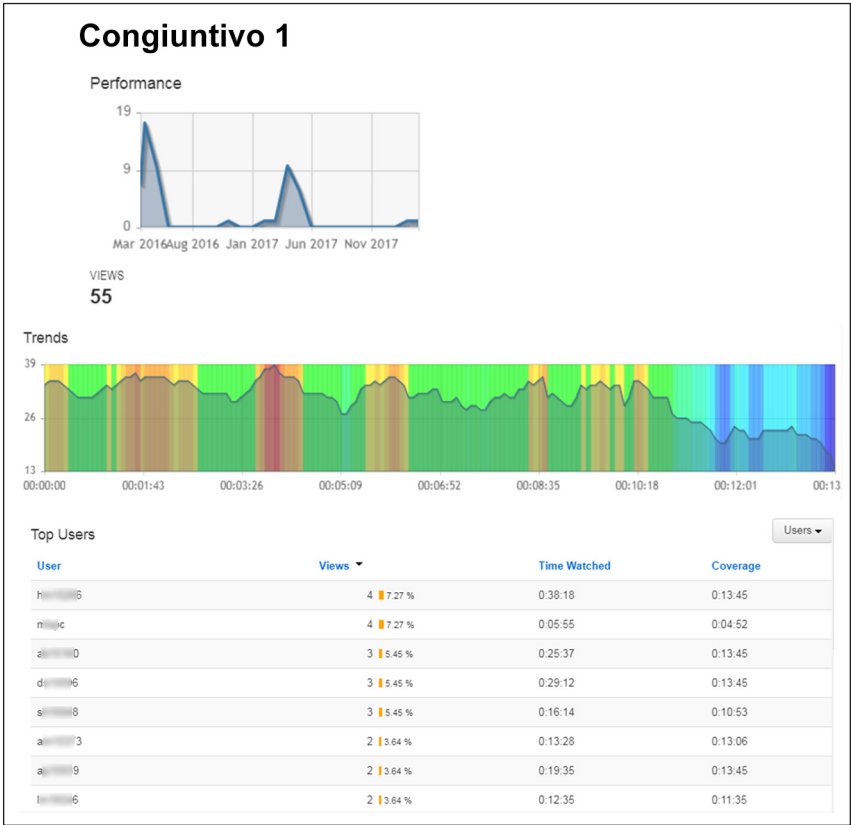 Congiuntivo 1
Performance
19
9
0
Mar 2016 Aug 2016 Jan 2017 Jun 2017 Nov 2017
VIEWS
55
Trends
39
26
13
00:00:00 00:01:43 00:03:26 00:05:09 00:06:52 00:08:35 00:10:18 00:12:01 00:13
Top Users
Users
User Views Time Watched Coverage
4 7.27 % 0:38:18 0:13:45
4 7.27 % 0:05:55 0:04:52
3 5.45 % 0:25:37 0:13:45
3 5.45 % 0:29:12 0:13:45
3 5.45 % 0:16:14 0:10:53
2 3.64 % 0:13:28 0:13:06
2 3.64 % 0:19:35 0:13:45
2 3.64 % 0:12:35 0:11:35